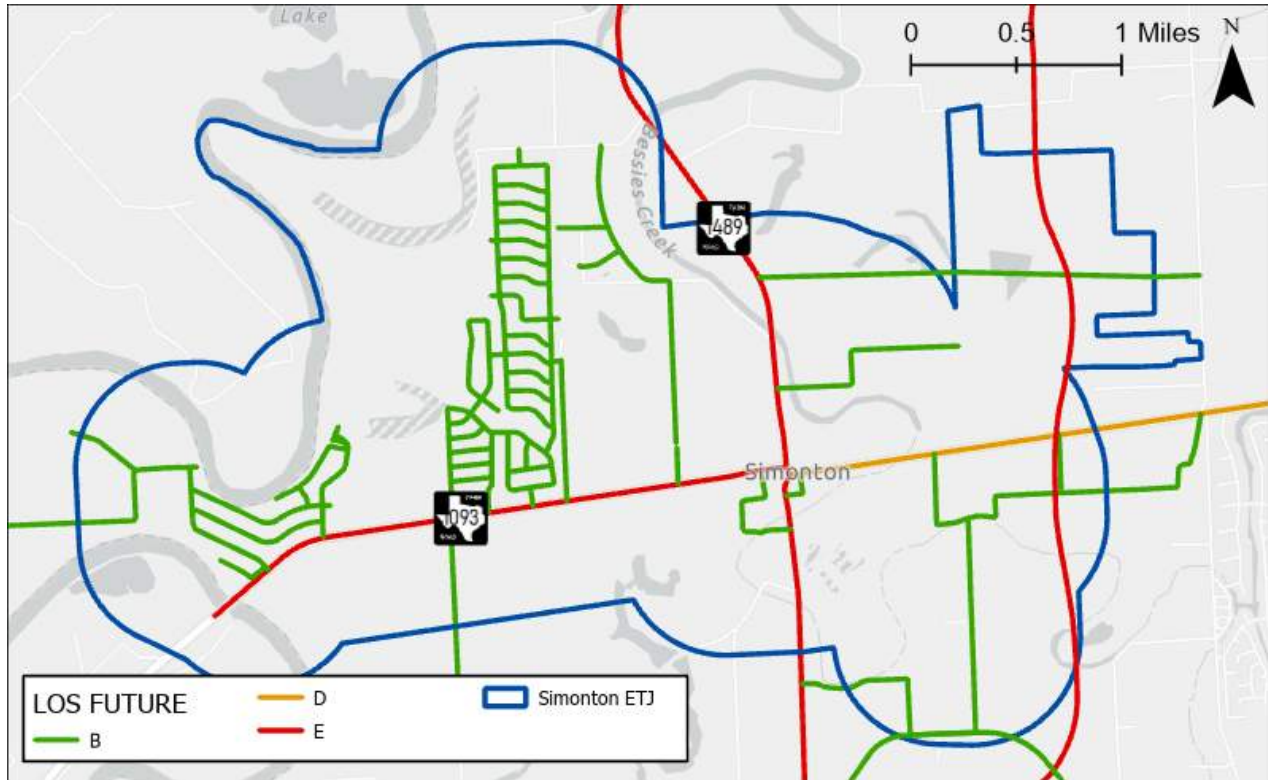 Lake
0 0.5 1 Miles
N
Bessies Creek
1489
Simonton
1093
LOS FUTURE
B
D
E
Simonton ETJ